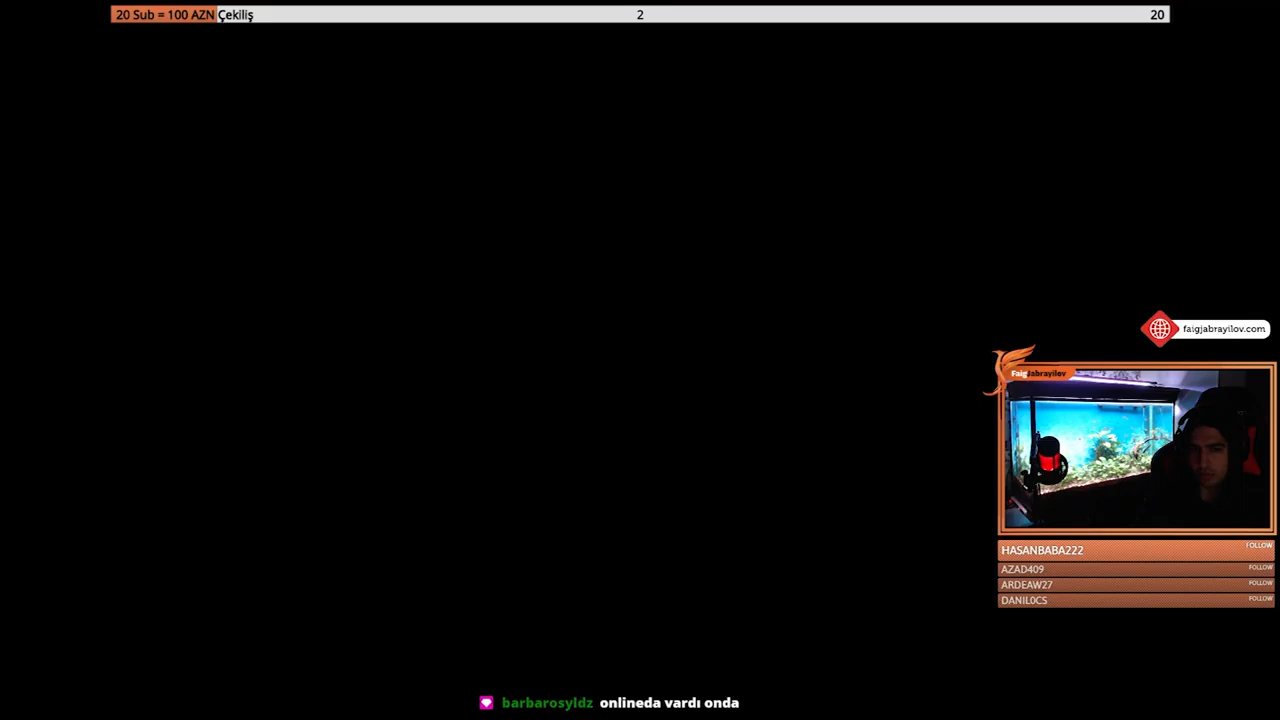 20 Sub = 100 AZN Çekiliş 2 20
faigjabrayilov.com
FaigJabrayilov
HASANBABA222 FOLLOW
AZAD409 FOLLOW
ARDEAW27 FOLLOW
DANIL0CS FOLLOW
barbarosyldz onlineda vardı onda